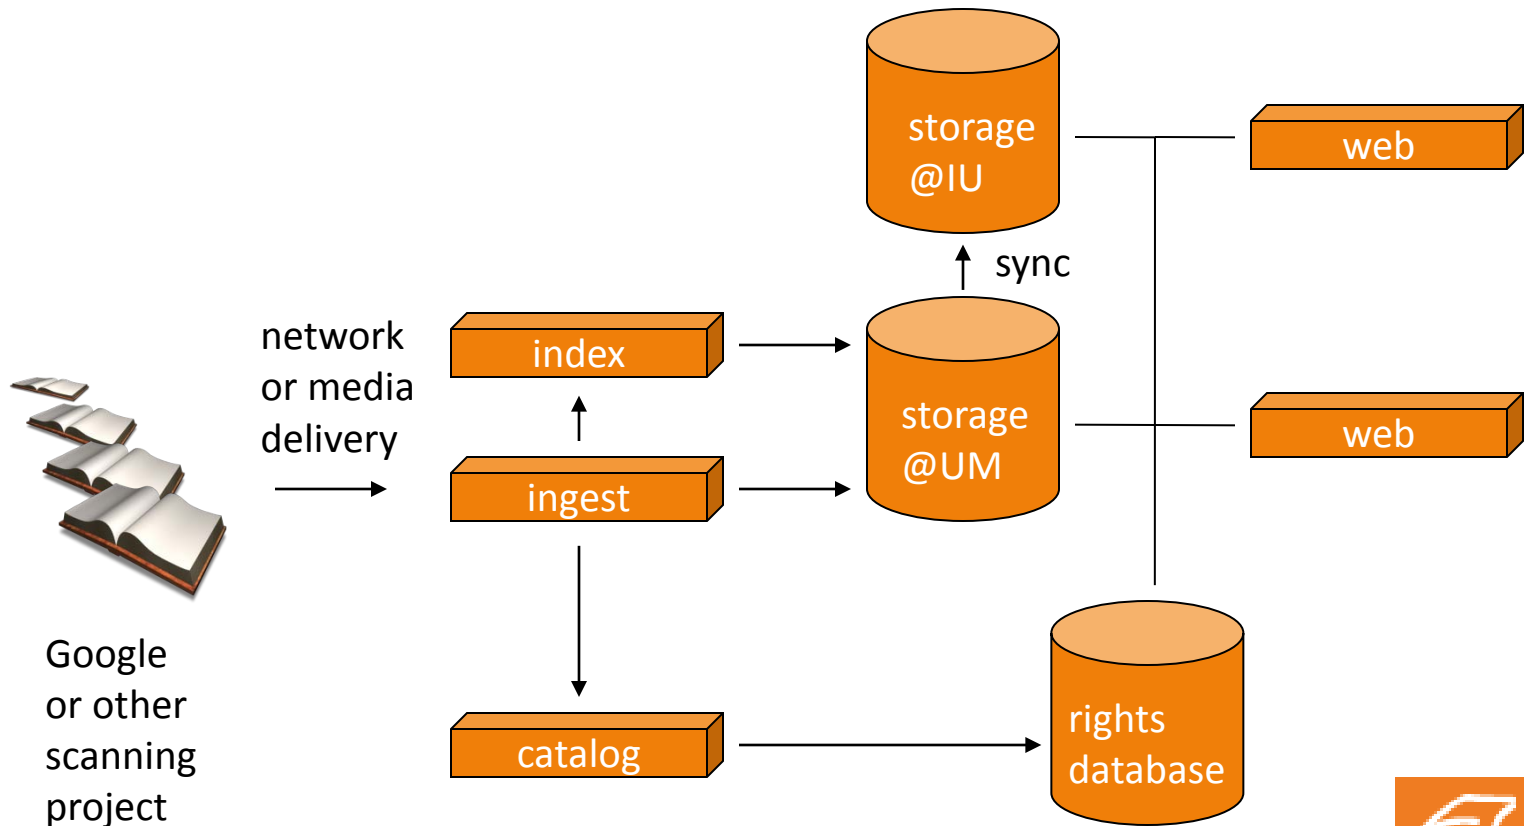 storage
@IU
web
sync
network
or media
delivery
index
storage
@UM
web
ingest
Google
or other
scanning
project
catalog
rights
database